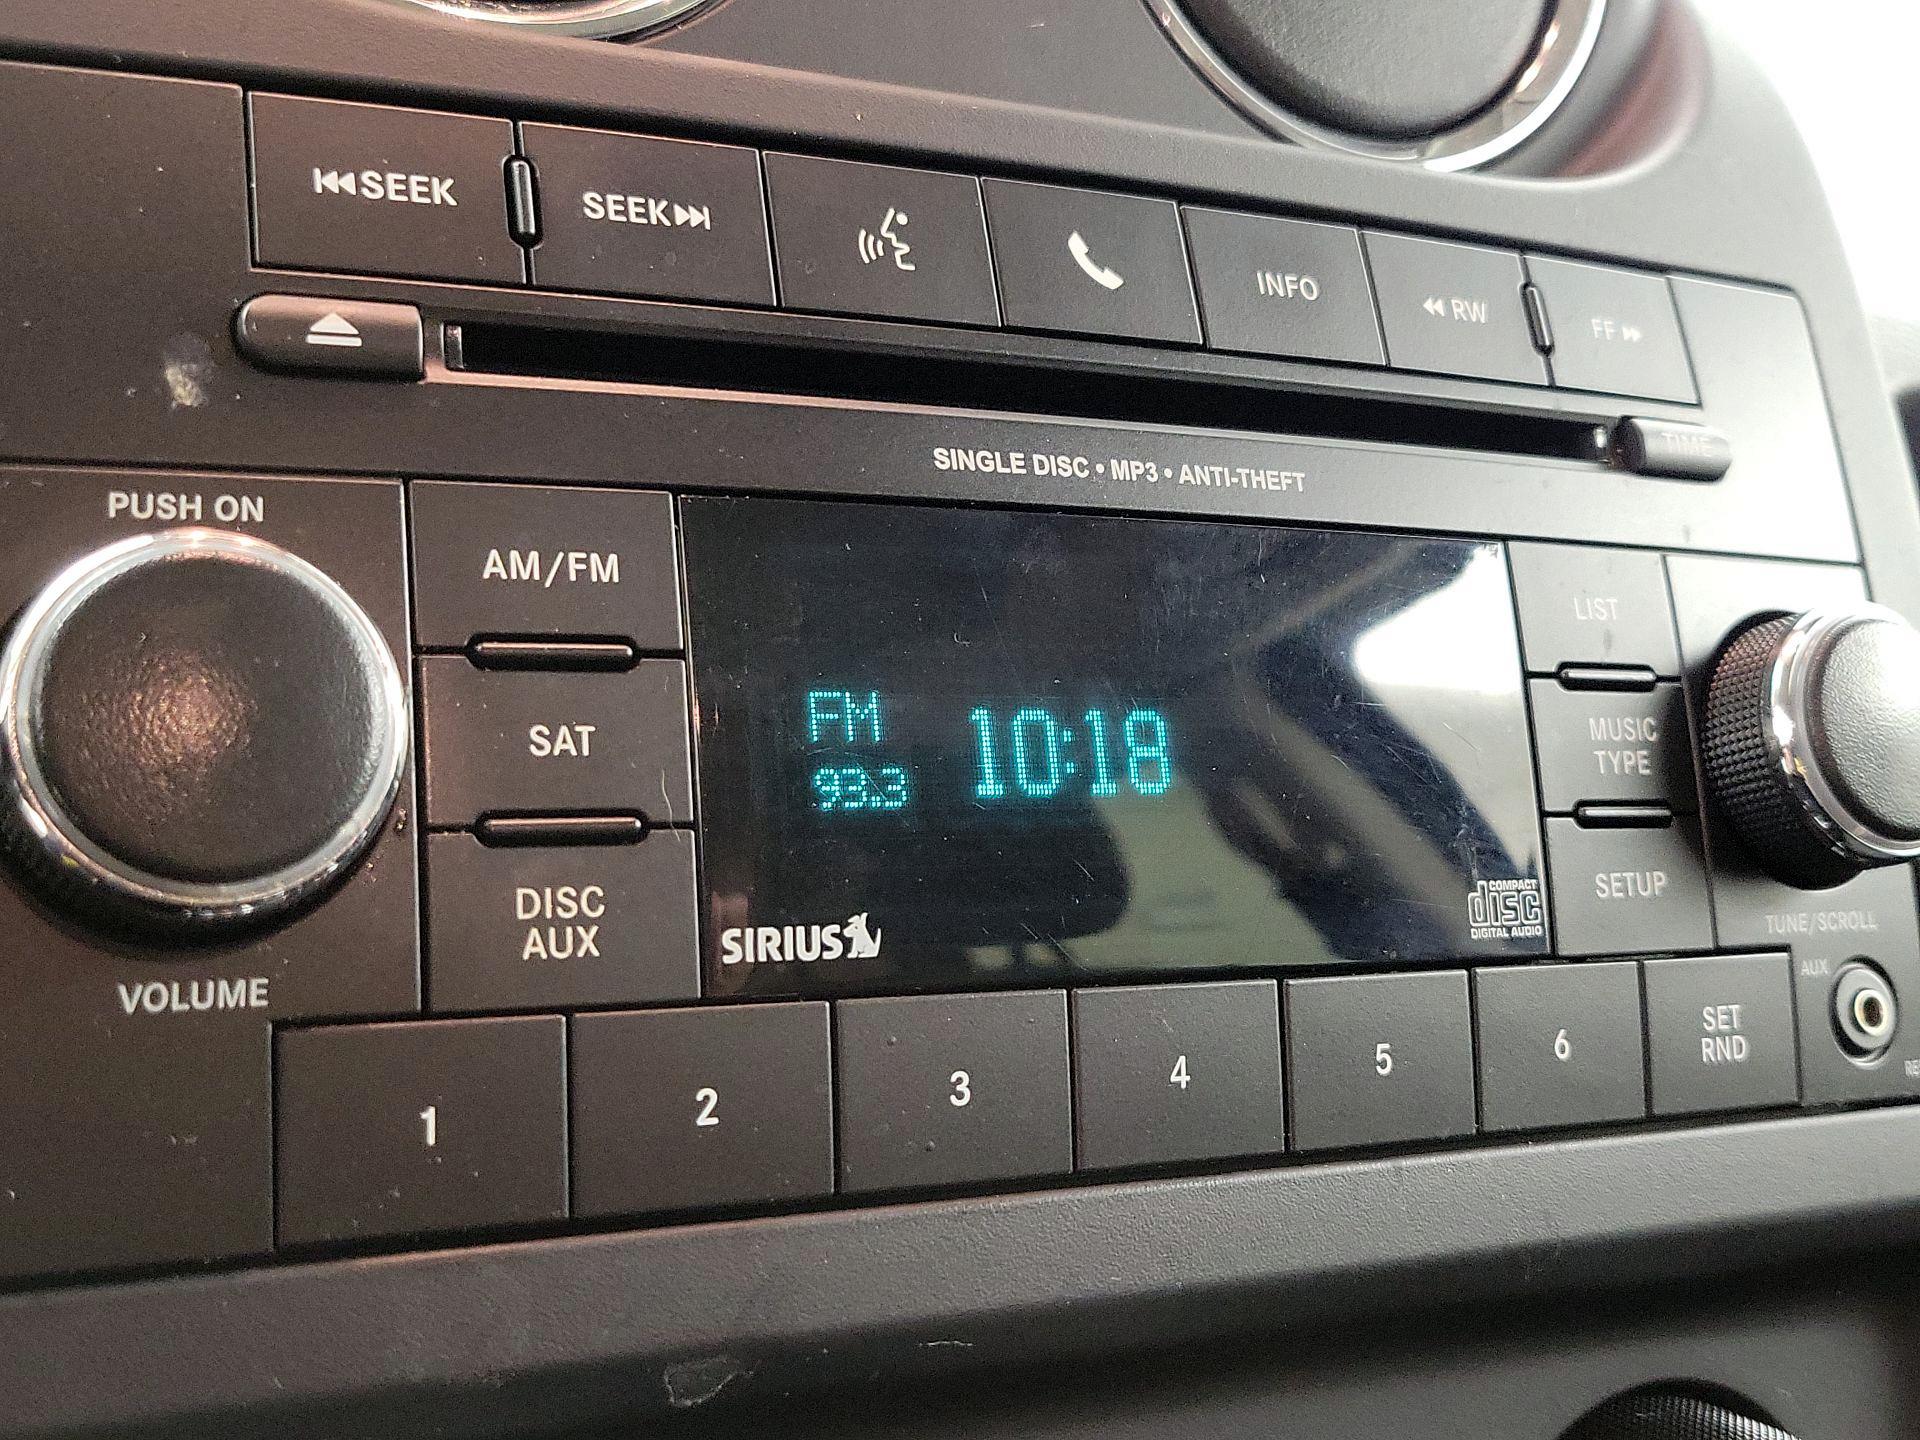 SEEK
SEEK
INFO
RW
FF
TIME
SINGLE DISC • MP3 • ANTI-THEFT
PUSH ON
VOLUME
AM/FM
SAT
DISC
AUX
FM
93.3
10:18
SIRIUS
COMPACT
disc
DIGITAL AUDIO
LIST
MUSIC
TYPE
SETUP
TUNE/SCROLL
AUX
1
2
3
4
5
6
SET
RND